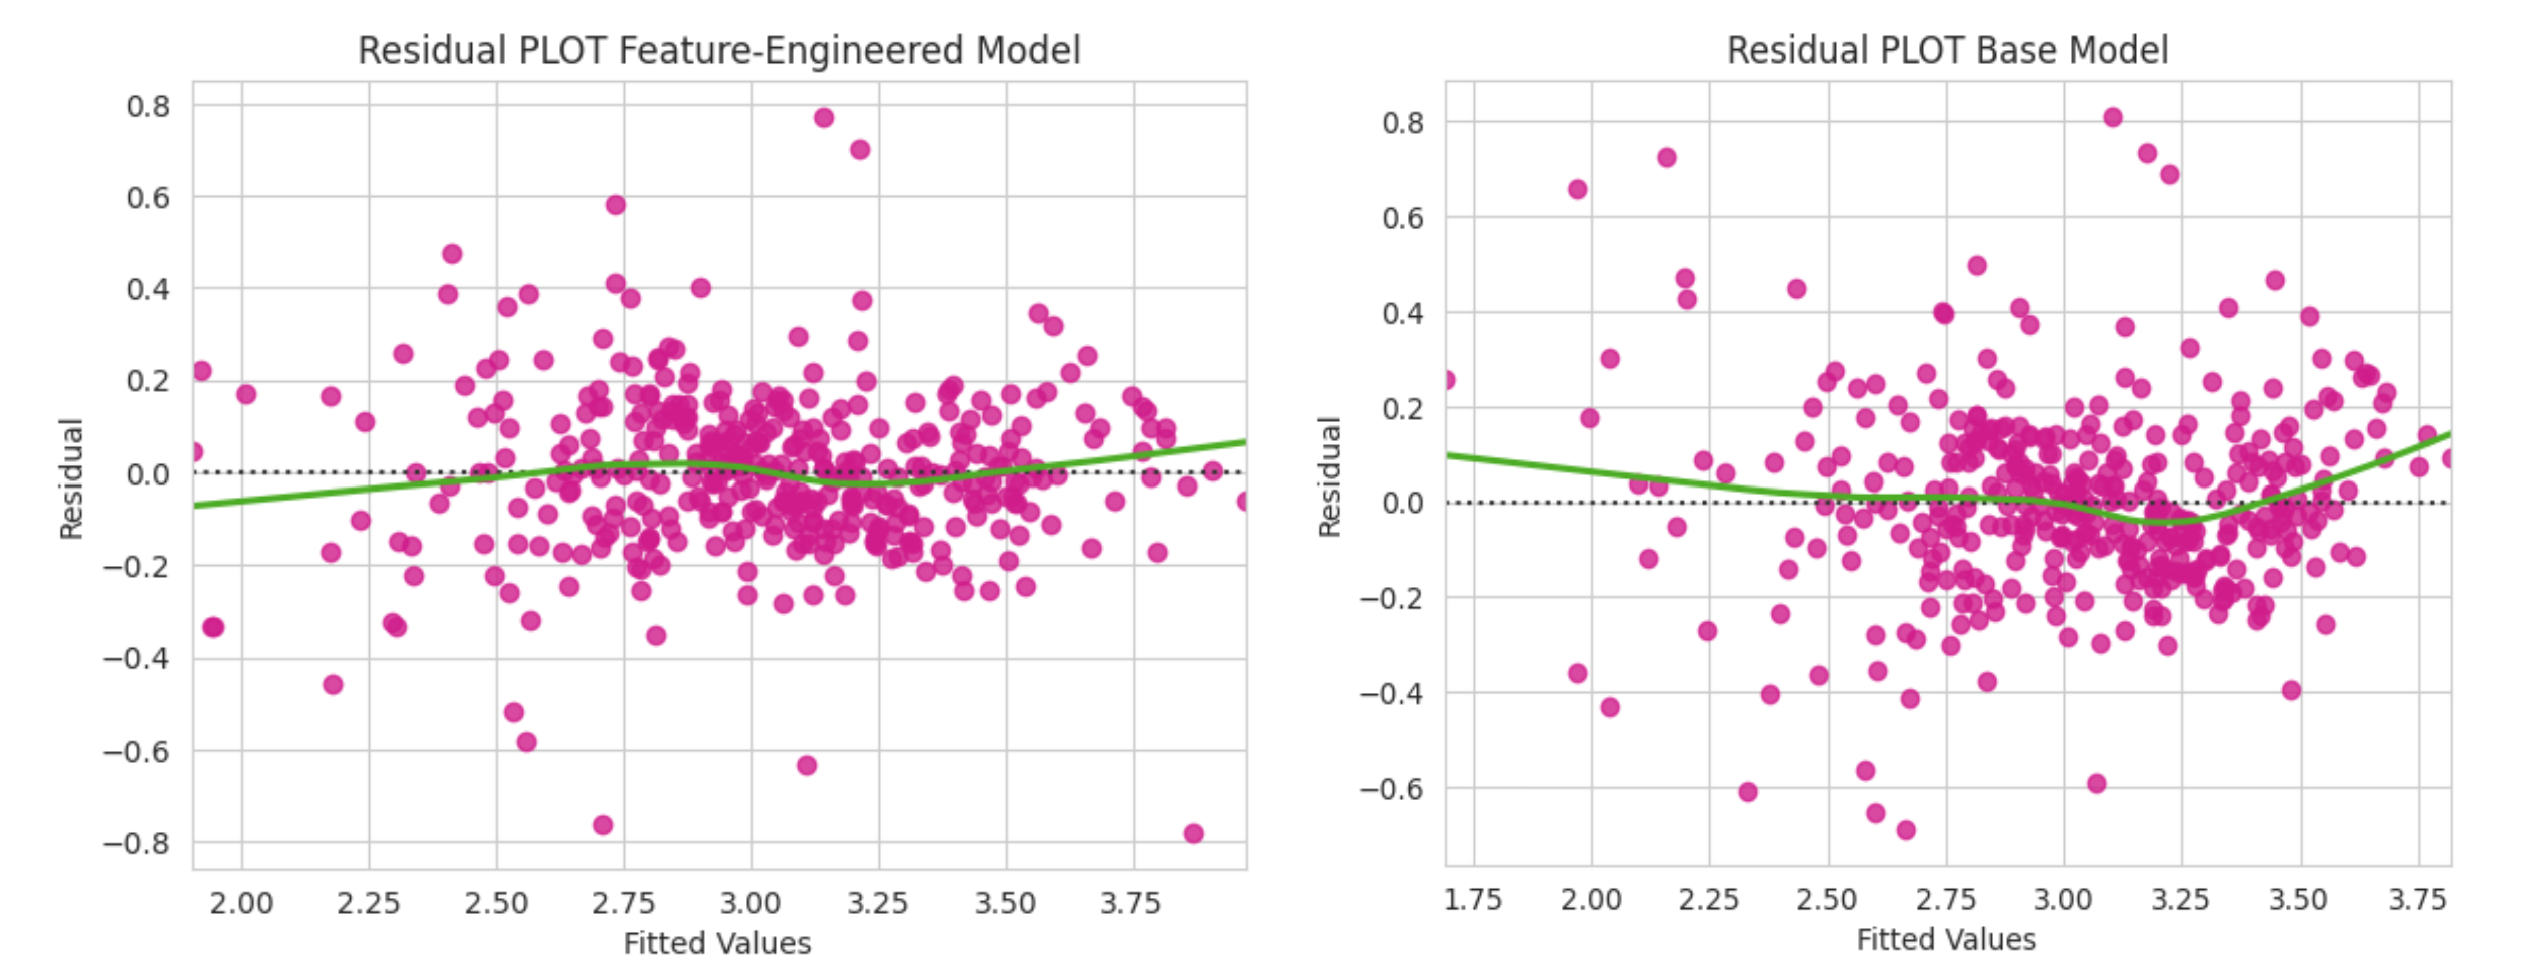 Residual PLOT Feature-Engineered Model
0.8
0.6
0.4
0.2
0.0
−0.2
−0.4
−0.6
−0.8
Residual
2.00 2.25 2.50 2.75 3.00 3.25 3.50 3.75
Fitted Values
Residual PLOT Base Model
0.8
0.6
0.4
0.2
0.0
−0.2
−0.4
−0.6
Residual
1.75 2.00 2.25 2.50 2.75 3.00 3.25 3.50 3.75
Fitted Values